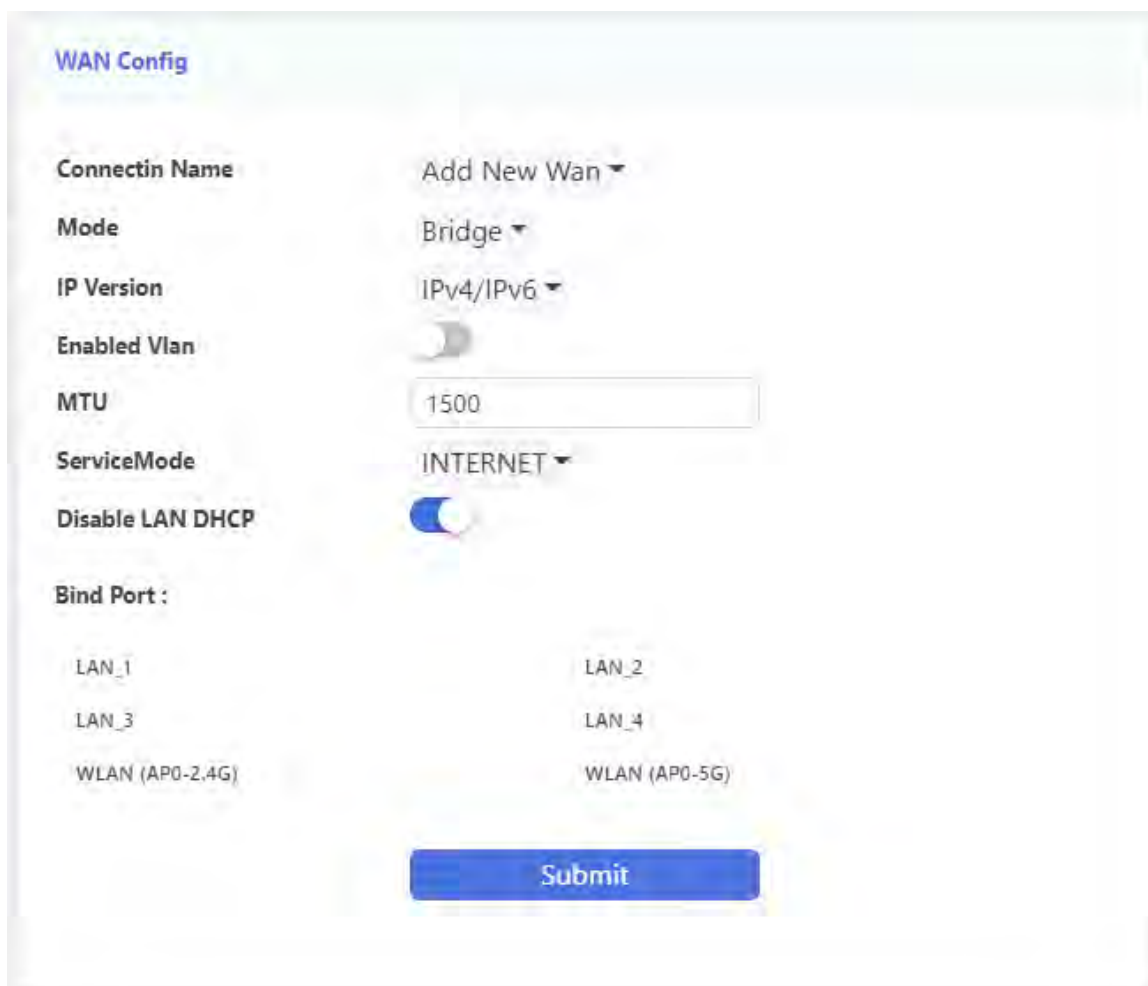 WAN Config
Connectin Name Add New Wan
Mode Bridge
IP Version IPv4/IPv6
Enabled Vlan
MTU 1500
ServiceMode INTERNET
Disable LAN DHCP
Bind Port :
LAN_1 LAN_2
LAN_3 LAN_4
WLAN (AP0-2.4G) WLAN (AP0-5G)
Submit